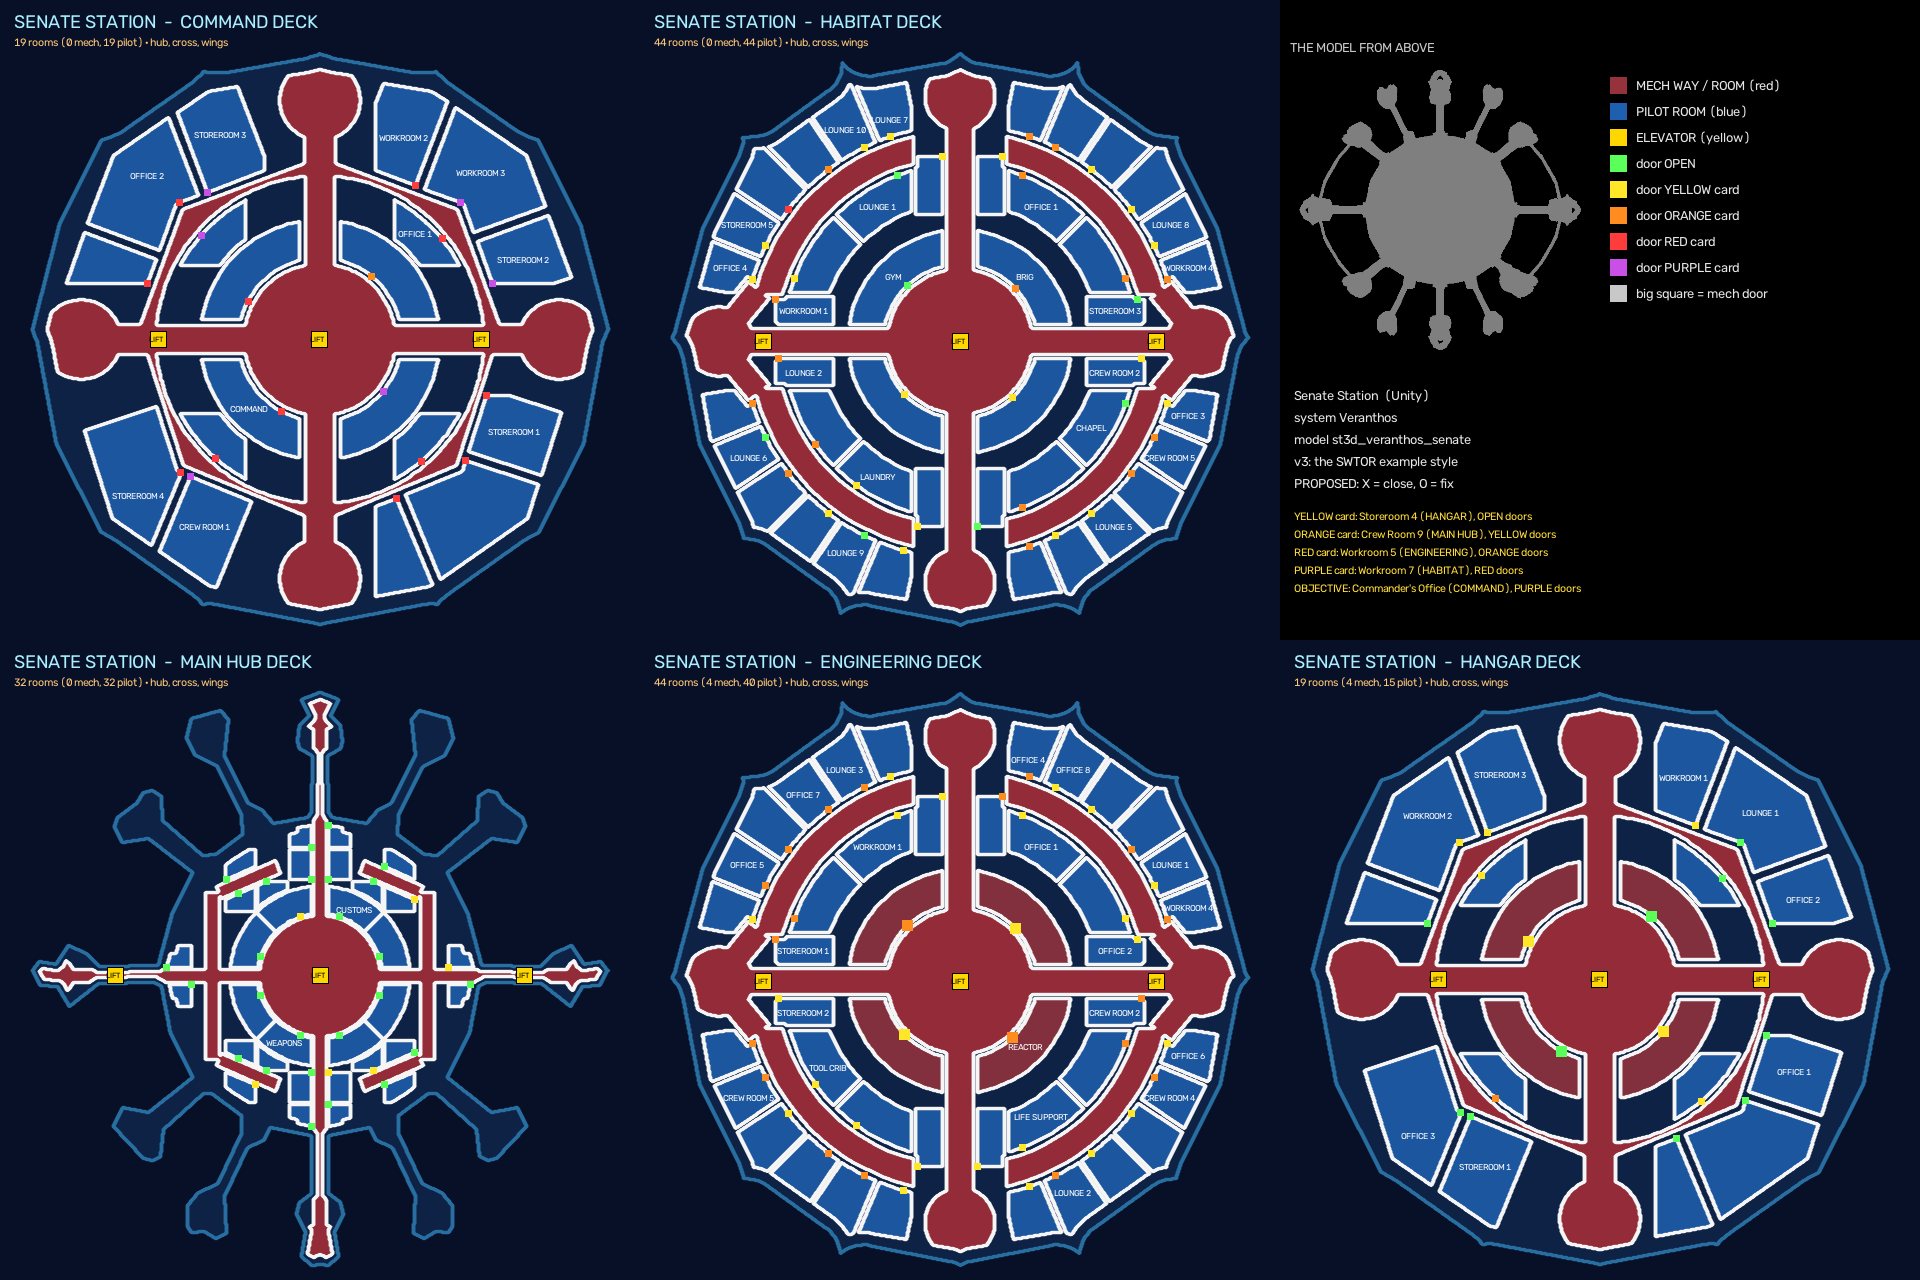 SENATE STATION - COMMAND DECK
19 rooms (0 mech, 19 pilot) • hub, cross, wings
STOREROOM 3
OFFICE 2
WORKROOM 2
WORKROOM 3
OFFICE 1
STOREROOM 2
LIFT
LIFT
LIFT
COMMAND
STOREROOM 1
STOREROOM 4
CREW ROOM 1
SENATE STATION - HABITAT DECK
44 rooms (0 mech, 44 pilot) • hub, cross, wings
LOUNGE 7
LOUNGE 10
LOUNGE 1
OFFICE 1
STOREROOM 5
LOUNGE 8
OFFICE 4
WORKROOM 4
GYM
BRIG
WORKROOM 1
STOREROOM 3
LIFT
LIFT
LIFT
LOUNGE 2
CREW ROOM 2
OFFICE 3
CHAPEL
LOUNGE 6
CREW ROOM 5
LAUNDRY
LOUNGE 5
LOUNGE 9
THE MODEL FROM ABOVE
MECH WAY / ROOM (red)
PILOT ROOM (blue)
ELEVATOR (yellow)
door OPEN
door YELLOW card
door ORANGE card
door RED card
door PURPLE card
big square = mech door
Senate Station (Unity)
system Veranthos
model st3d_veranthos_senate
v3: the SWTOR example style
PROPOSED: X = close, O = fix
YELLOW card: Storeroom 4 (HANGAR), OPEN doors
ORANGE card: Crew Room 9 (MAIN HUB), YELLOW doors
RED card: Workroom 5 (ENGINEERING), ORANGE doors
PURPLE card: Workroom 7 (HABITAT), RED doors
OBJECTIVE: Commander's Office (COMMAND), PURPLE doors
SENATE STATION - MAIN HUB DECK
32 rooms (0 mech, 32 pilot) • hub, cross, wings
CUSTOMS
LIFT
LIFT
LIFT
WEAPONS
SENATE STATION - ENGINEERING DECK
44 rooms (4 mech, 40 pilot) • hub, cross, wings
OFFICE 4
LOUNGE 3
OFFICE 8
OFFICE 7
WORKROOM 1
OFFICE 1
OFFICE 5
LOUNGE 1
WORKROOM 4
STOREROOM 1
OFFICE 2
LIFT
LIFT
LIFT
STOREROOM 2
CREW ROOM 2
REACTOR
OFFICE 6
TOOL CRIB
CREW ROOM 5
CREW ROOM 4
LIFE SUPPORT
LOUNGE 2
SENATE STATION - HANGAR DECK
19 rooms (4 mech, 15 pilot) • hub, cross, wings
STOREROOM 3
WORKROOM 1
WORKROOM 2
LOUNGE 1
OFFICE 2
LIFT
LIFT
LIFT
OFFICE 1
OFFICE 3
STOREROOM 1